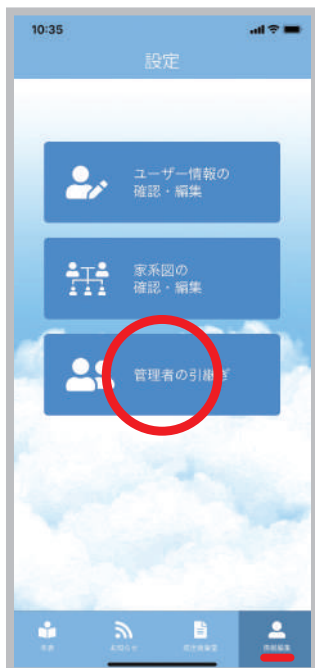 10:35
設定
ユーザー情報の
確認・編集
家系図の
確認・編集
管理者の引継ぎ
お知らせ
情報編集